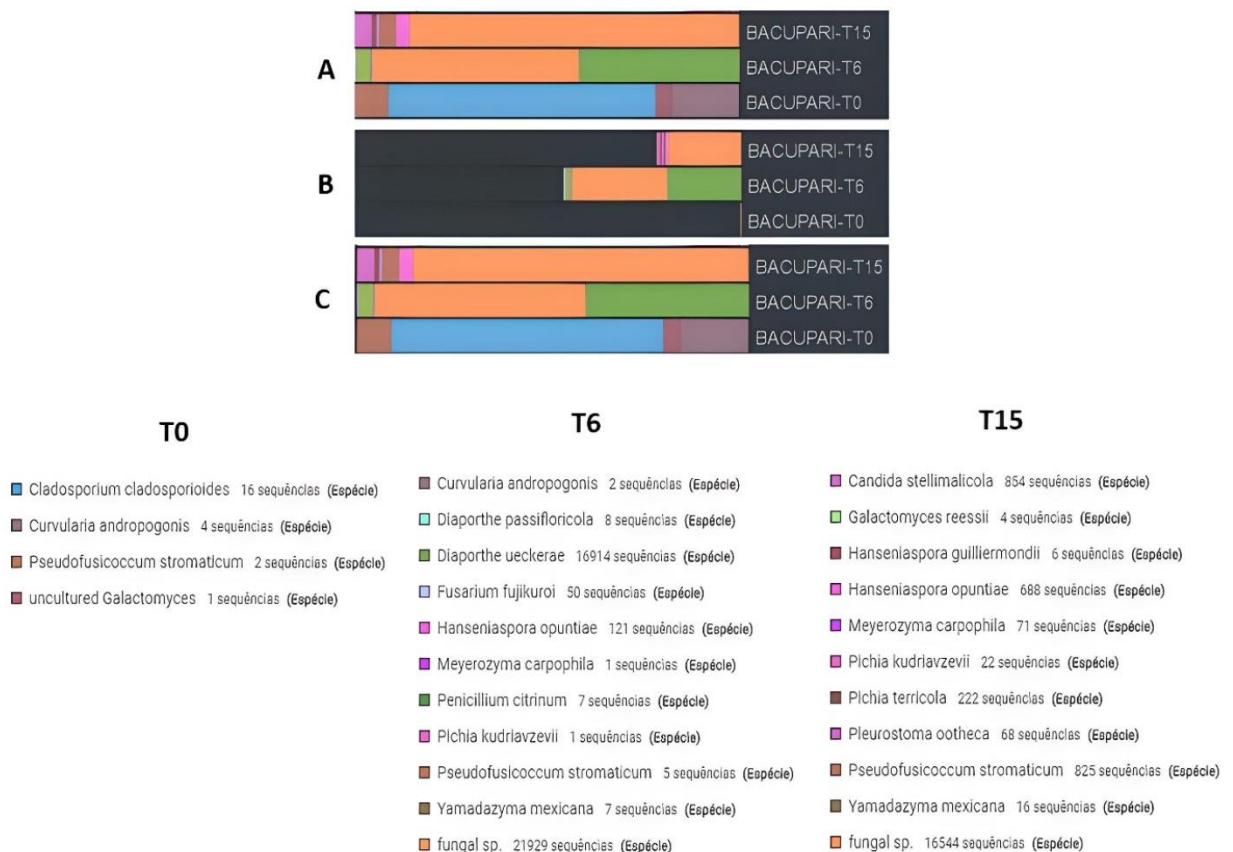 A
BACUPARI-T15
BACUPARI-T6
BACUPARI-T0
B
BACUPARI-T15
BACUPARI-T6
BACUPARI-T0
C
BACUPARI-T15
BACUPARI-T6
BACUPARI-T0
T0
Cladosporium cladosporioides 16 sequências (Espécie)
Curvularia andropogonis 4 sequências (Espécie)
Pseudofusicoccum stromaticum 2 sequências (Espécie)
uncultured Galactomyces 1 sequências (Espécie)
T6
Curvularia andropogonis 2 sequências (Espécie)
Diaporthe passifloricola 8 sequências (Espécie)
Diaporthe ueckerae 16914 sequências (Espécie)
Fusarium fujikuroi 50 sequências (Espécie)
Hanseniaspora opuntiae 121 sequências (Espécie)
Meyerozyma carpophila 1 sequências (Espécie)
Penicillium citrinum 7 sequências (Espécie)
Pichia kudriavzevii 1 sequências (Espécie)
Pseudofusicoccum stromaticum 5 sequências (Espécie)
Yamadazyma mexicana 7 sequências (Espécie)
fungal sp. 21929 sequências (Espécie)
T15
Candida stellimalicola 854 sequências (Espécie)
Galactomyces reessii 4 sequências (Espécie)
Hanseniaspora guilliermondii 6 sequências (Espécie)
Hanseniaspora opuntiae 688 sequências (Espécie)
Meyerozyma carpophila 71 sequências (Espécie)
Pichia kudriavzevii 22 sequências (Espécie)
Pichia terricola 222 sequências (Espécie)
Pleurostoma ootheca 68 sequências (Espécie)
Pseudofusicoccum stromaticum 825 sequências (Espécie)
Yamadazyma mexicana 16 sequências (Espécie)
fungal sp. 16544 sequências (Espécie)